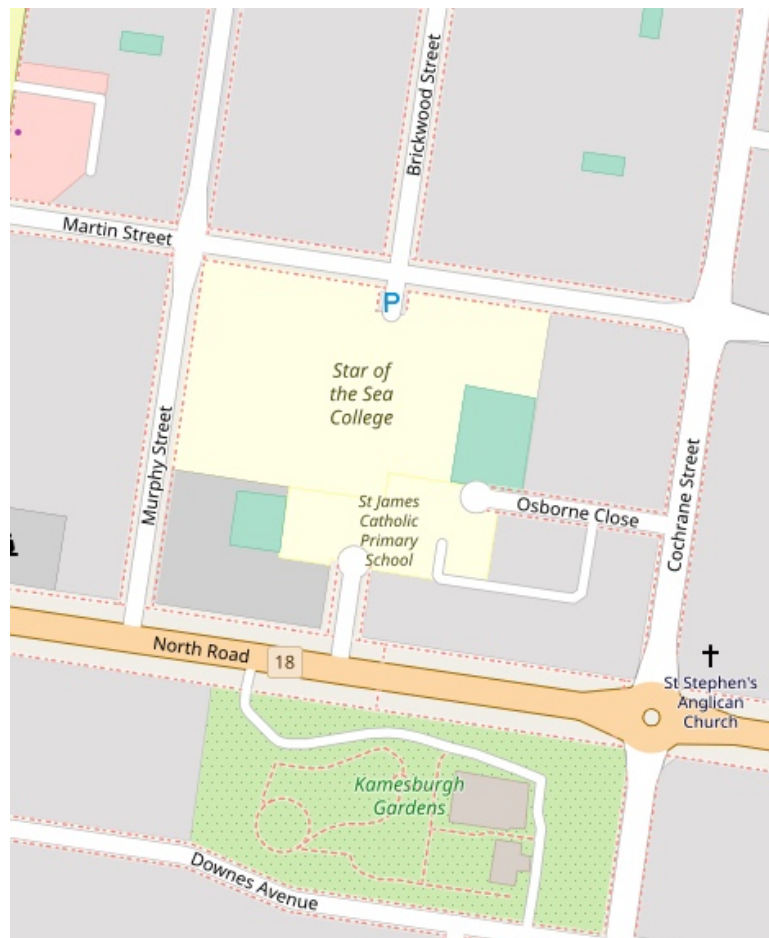 Brickwood Street
Martin Street
P
Star of
the Sea
College
Murphy Street
St James
Catholic
Primary
School
Osborne Close
Cochrane Street
North Road
18
St Stephen's
Anglican
Church
Kamesburgh
Gardens
Downes Avenue